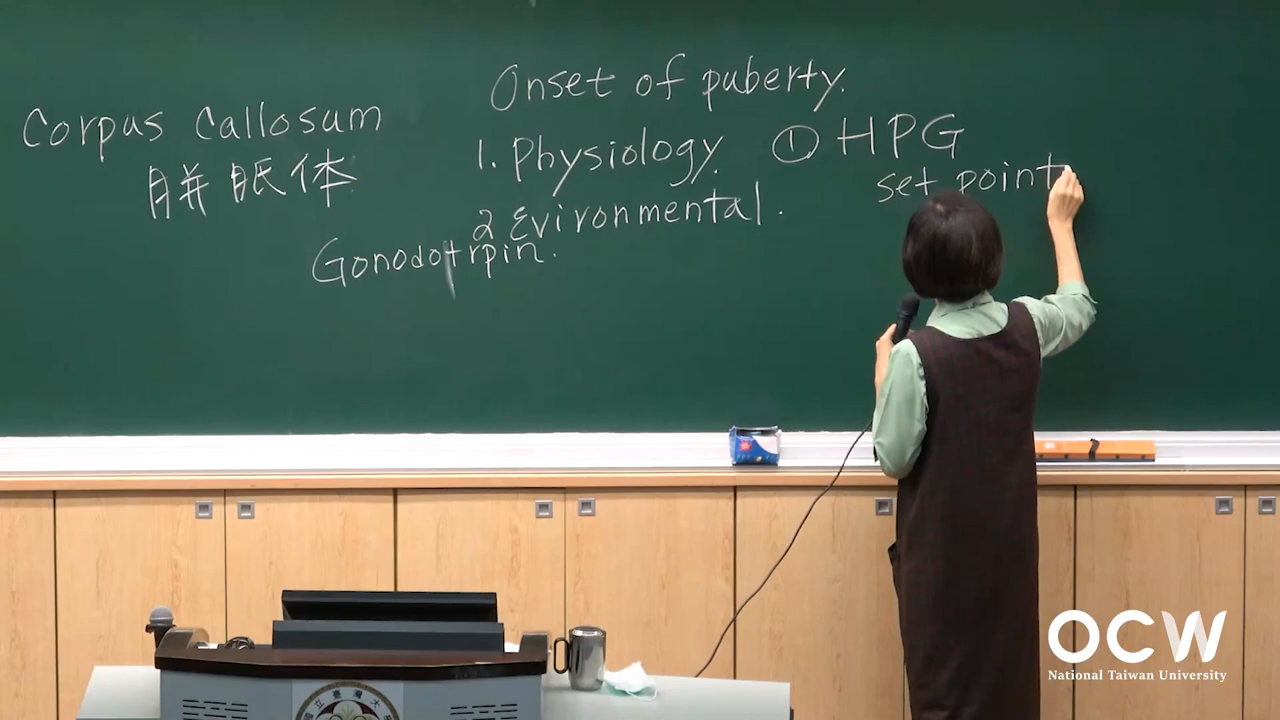 Corpus Callosum
胼胝体
Onset of puberty.
1. Physiology
2 Evironmental.
Gonodotrpin.
① HPG
set point
OCW
National Taiwan University